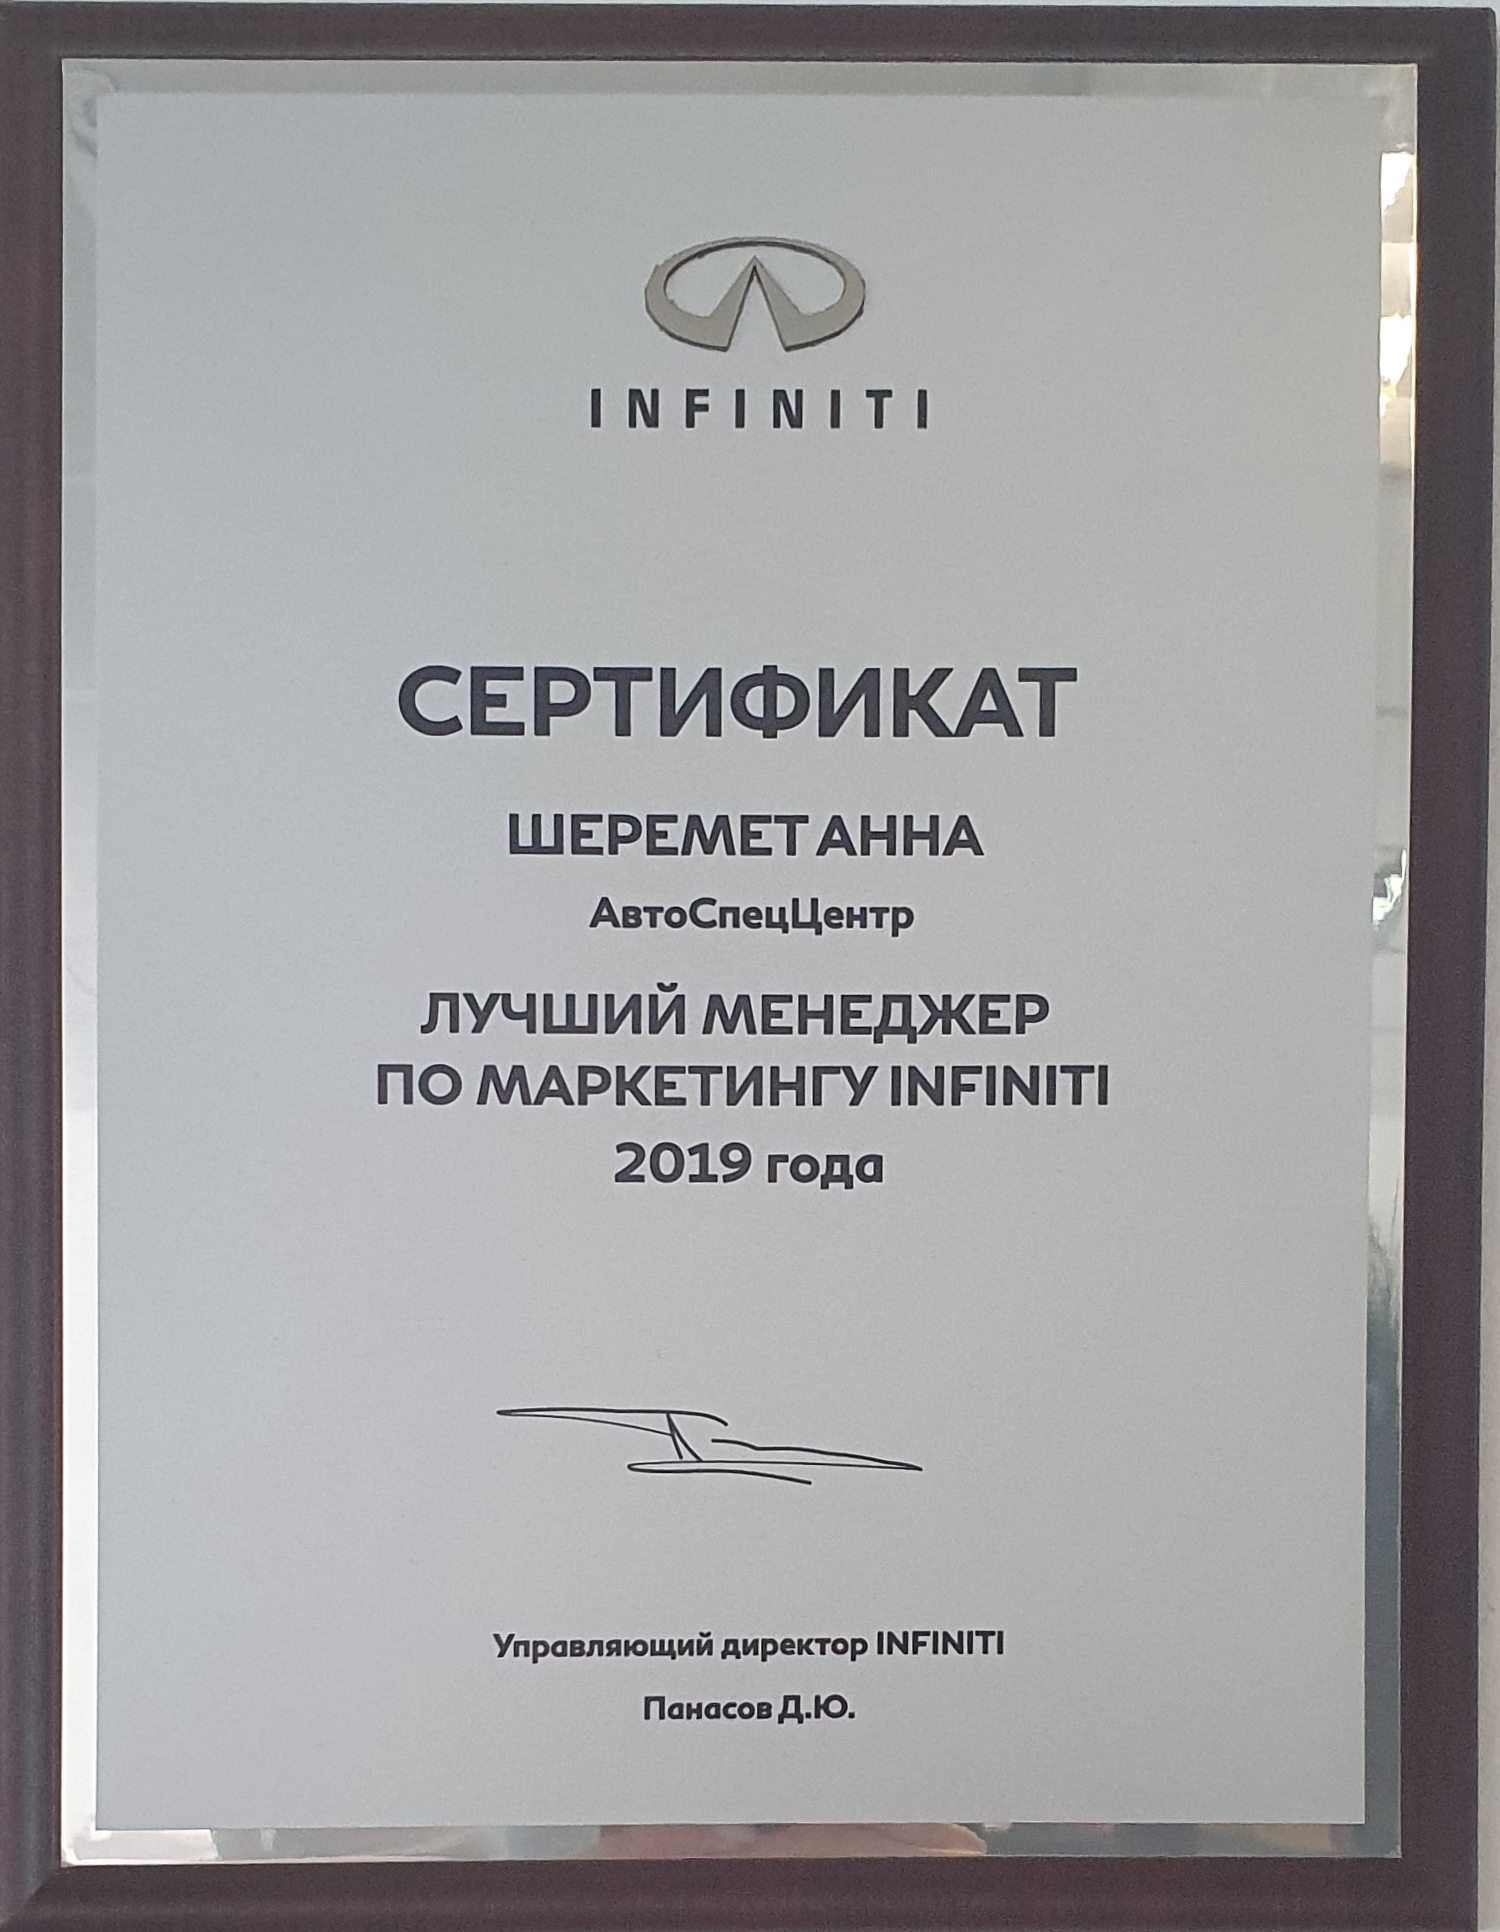 INFINITI
СЕРТИФИКАТ
ШЕРЕМЕТ АННА
АвтоСпецЦентр
ЛУЧШИЙ МЕНЕДЖЕР
ПО МАРКЕТИНГУ INFINITI
2019 года
Управляющий директор INFINITI
Панасов Д.Ю.